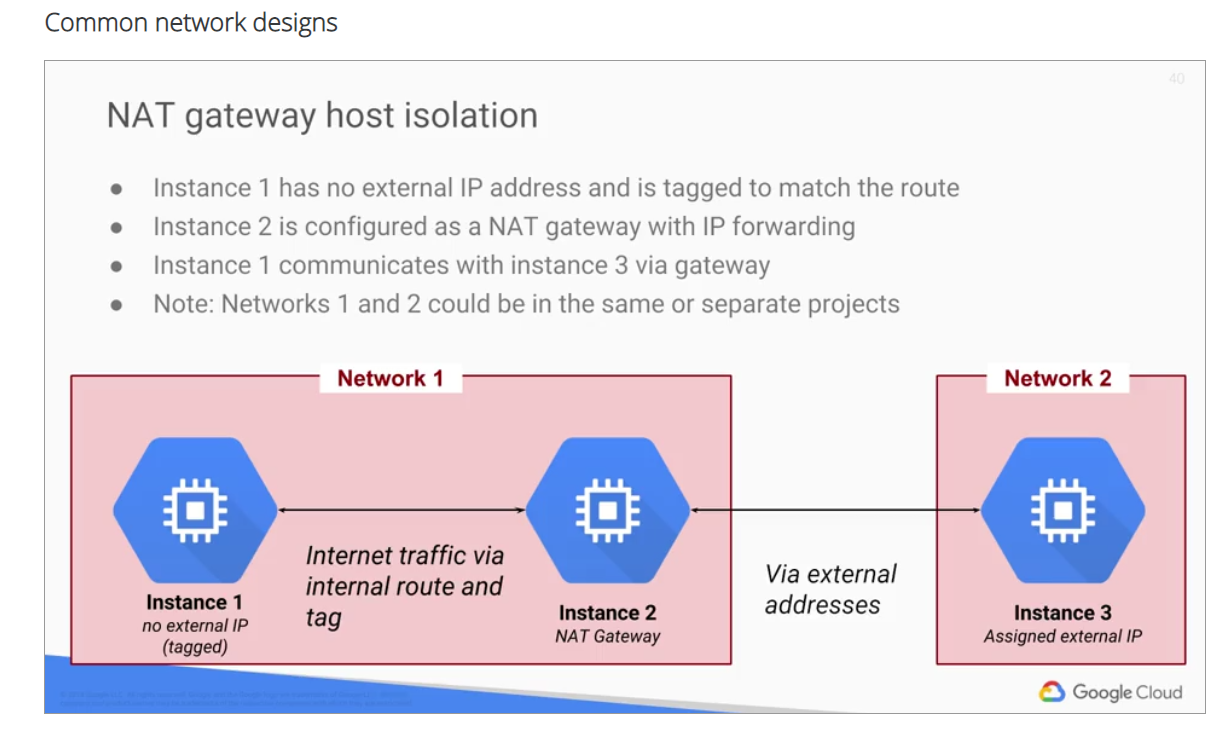 Common network designs
40
NAT gateway host isolation
● Instance 1 has no external IP address and is tagged to match the route
● Instance 2 is configured as a NAT gateway with IP forwarding
● Instance 1 communicates with instance 3 via gateway
● Note: Networks 1 and 2 could be in the same or separate projects
Network 1
Instance 1
no external IP
(tagged)
Internet traffic via
internal route and
tag
Instance 2
NAT Gateway
Via external
addresses
Network 2
Instance 3
Assigned external IP
Google Cloud